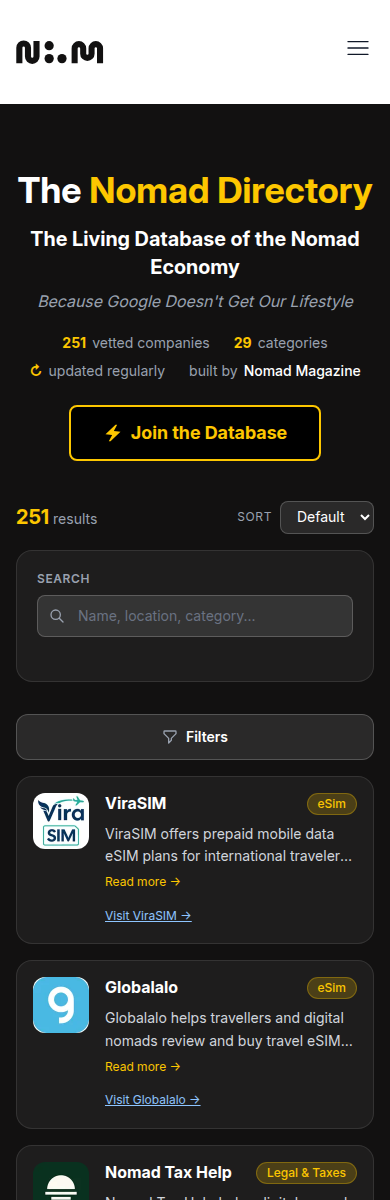 N:.M
The Nomad Directory
The Living Database of the Nomad
Economy
Because Google Doesn't Get Our Lifestyle
251 vetted companies 29 categories
↻ updated regularly built by Nomad Magazine
⚡ Join the Database
251 results SORT Default
SEARCH
Name, location, category...
Filters
Vira
SIM
ViraSIM eSim
ViraSIM offers prepaid mobile data
eSIM plans for international traveler...
Read more →
Visit ViraSIM →
g
Globalalo eSim
Globalalo helps travellers and digital
nomads review and buy travel eSIM...
Read more →
Visit Globalalo →
Nomad Tax Help Legal & Taxes